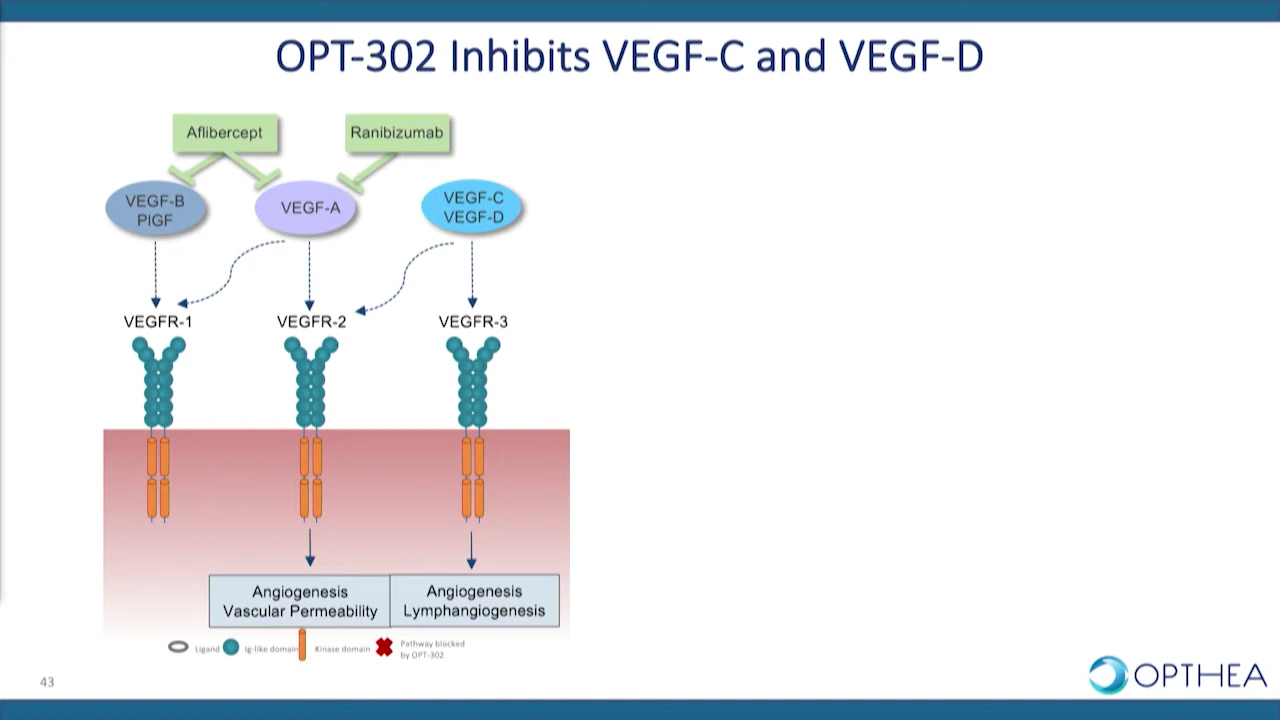 OPT-302 Inhibits VEGF-C and VEGF-D
Aflibercept
Ranibizumab
VEGF-B
PlGF
VEGF-A
VEGF-C
VEGF-D
VEGFR-1
VEGFR-2
VEGFR-3
Angiogenesis
Vascular Permeability
Angiogenesis
Lymphangiogenesis
Ligand
Ig-like domain
Kinase domain
Pathway blocked
by OPT-302
43
OPTHEA